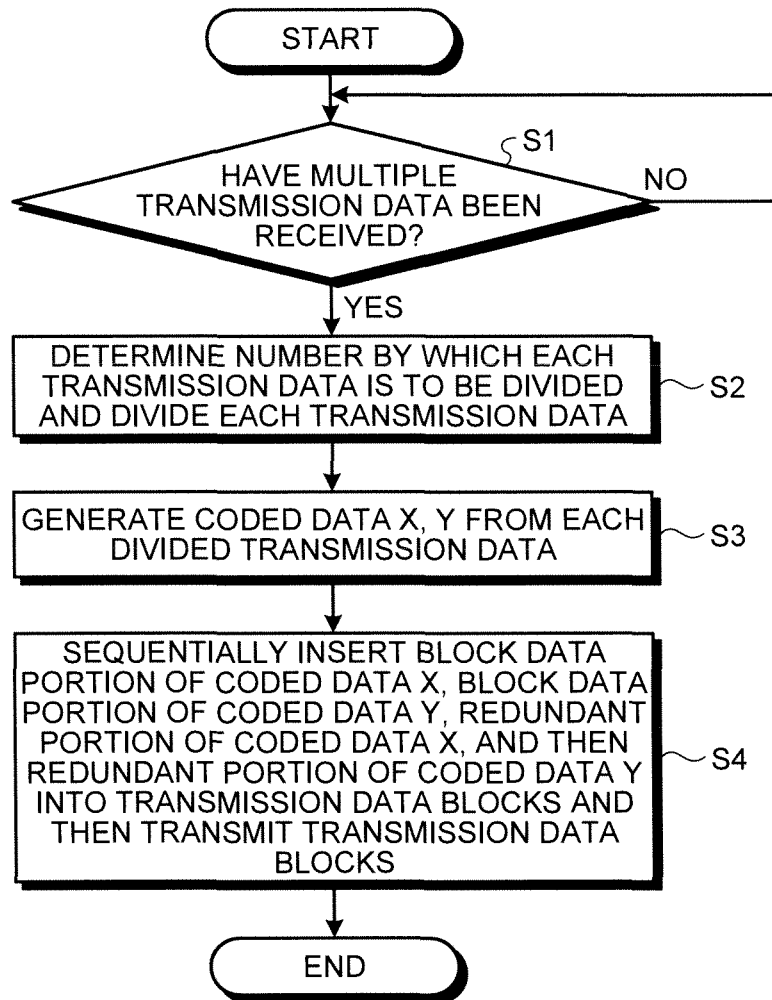 START
S1
HAVE MULTIPLE
TRANSMISSION DATA BEEN
RECEIVED?
NO
YES
DETERMINE NUMBER BY WHICH EACH
TRANSMISSION DATA IS TO BE DIVIDED
AND DIVIDE EACH TRANSMISSION DATA
S2
GENERATE CODED DATA X, Y FROM EACH
DIVIDED TRANSMISSION DATA
S3
SEQUENTIALLY INSERT BLOCK DATA
PORTION OF CODED DATA X, BLOCK DATA
PORTION OF CODED DATA Y, REDUNDANT
PORTION OF CODED DATA X, AND THEN
REDUNDANT PORTION OF CODED DATA Y
INTO TRANSMISSION DATA BLOCKS AND
THEN TRANSMIT TRANSMISSION DATA
BLOCKS
S4
END